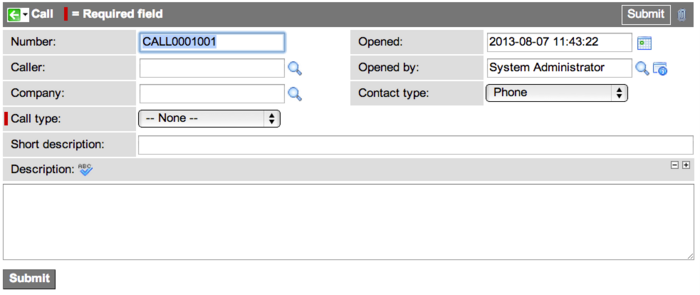 Call = Required field Submit
Number: CALL0001001 Opened: 2013-08-07 11:43:22
Caller: Opened by: System Administrator
Company: Contact type: Phone
Call type: -- None --
Short description:
Description: ABC
Submit